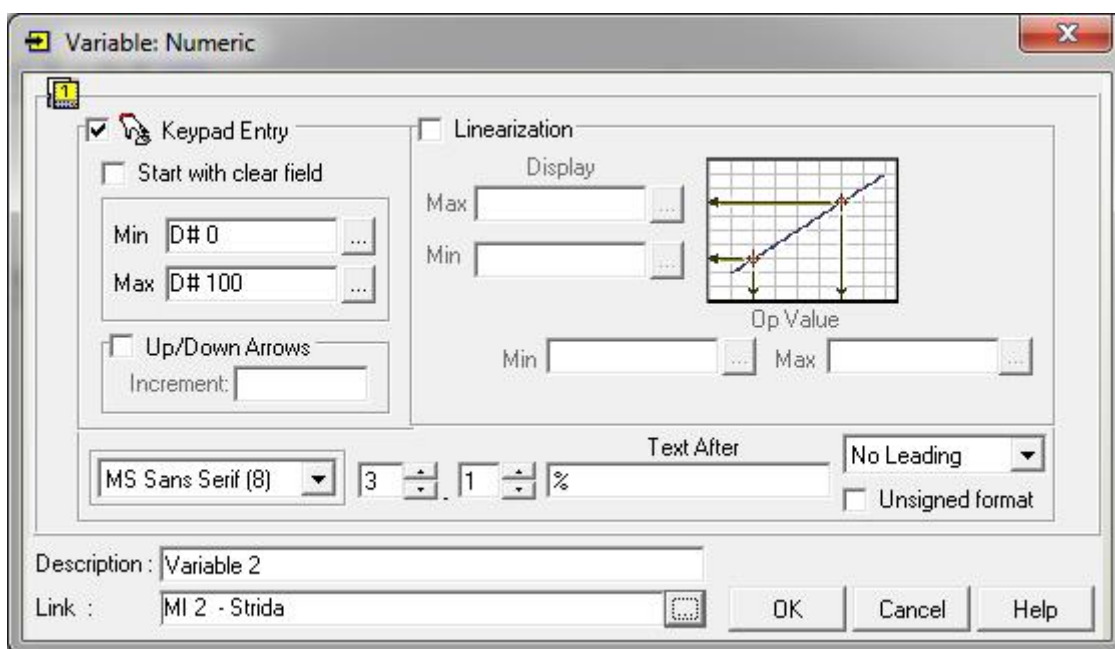 Variable: Numeric
1
Keypad Entry
Start with clear field
Min D# 0 ...
Max D# 100 ...
Up/Down Arrows
Increment:
Linearization
Display
Max ...
Min ...
Op Value
Min ... Max ...
MS Sans Serif (8) 3 . 1 %
Text After
No Leading
Unsigned format
Description : Variable 2
Link : MI 2 - Strida ...
OK Cancel Help